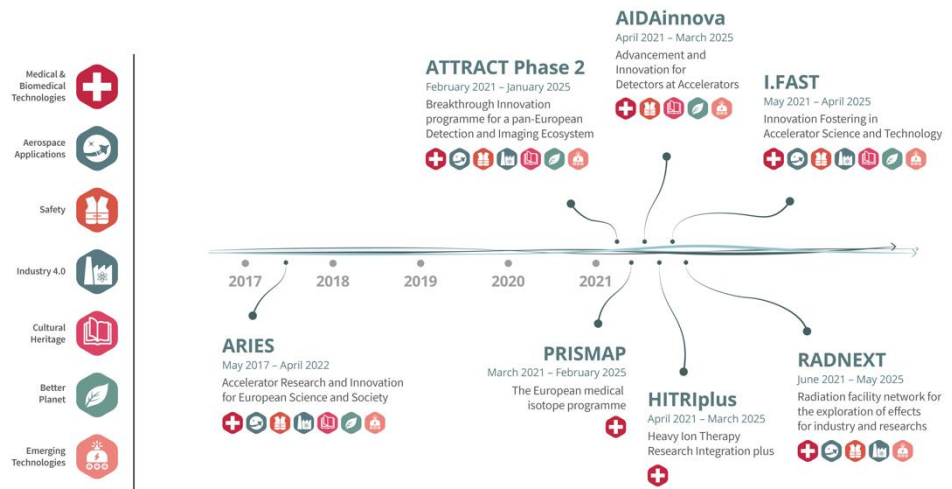 Medical &
Biomedical
Technologies
Aerospace
Applications
Safety
Industry 4.0
Cultural
Heritage
Better
Planet
Emerging
Technologies
ATTRACT Phase 2
February 2021 – January 2025
Breakthrough Innovation
programme for a pan-European
Detection and Imaging Ecosystem
AIDAinnova
April 2021 – March 2025
Advancement and
Innovation for
Detectors at Accelerators
I.FAST
May 2021 – April 2025
Innovation Fostering in
Accelerator Science and Technology
2017
2018
2019
2020
2021
ARIES
May 2017 – April 2022
Accelerator Research and Innovation
for European Science and Society
PRISMAP
March 2021 – February 2025
The European medical
isotope programme
HITRIplus
April 2021 – March 2025
Heavy Ion Therapy
Research Integration plus
RADNEXT
June 2021 – May 2025
Radiation facility network for
the exploration of effects
for industry and researchs